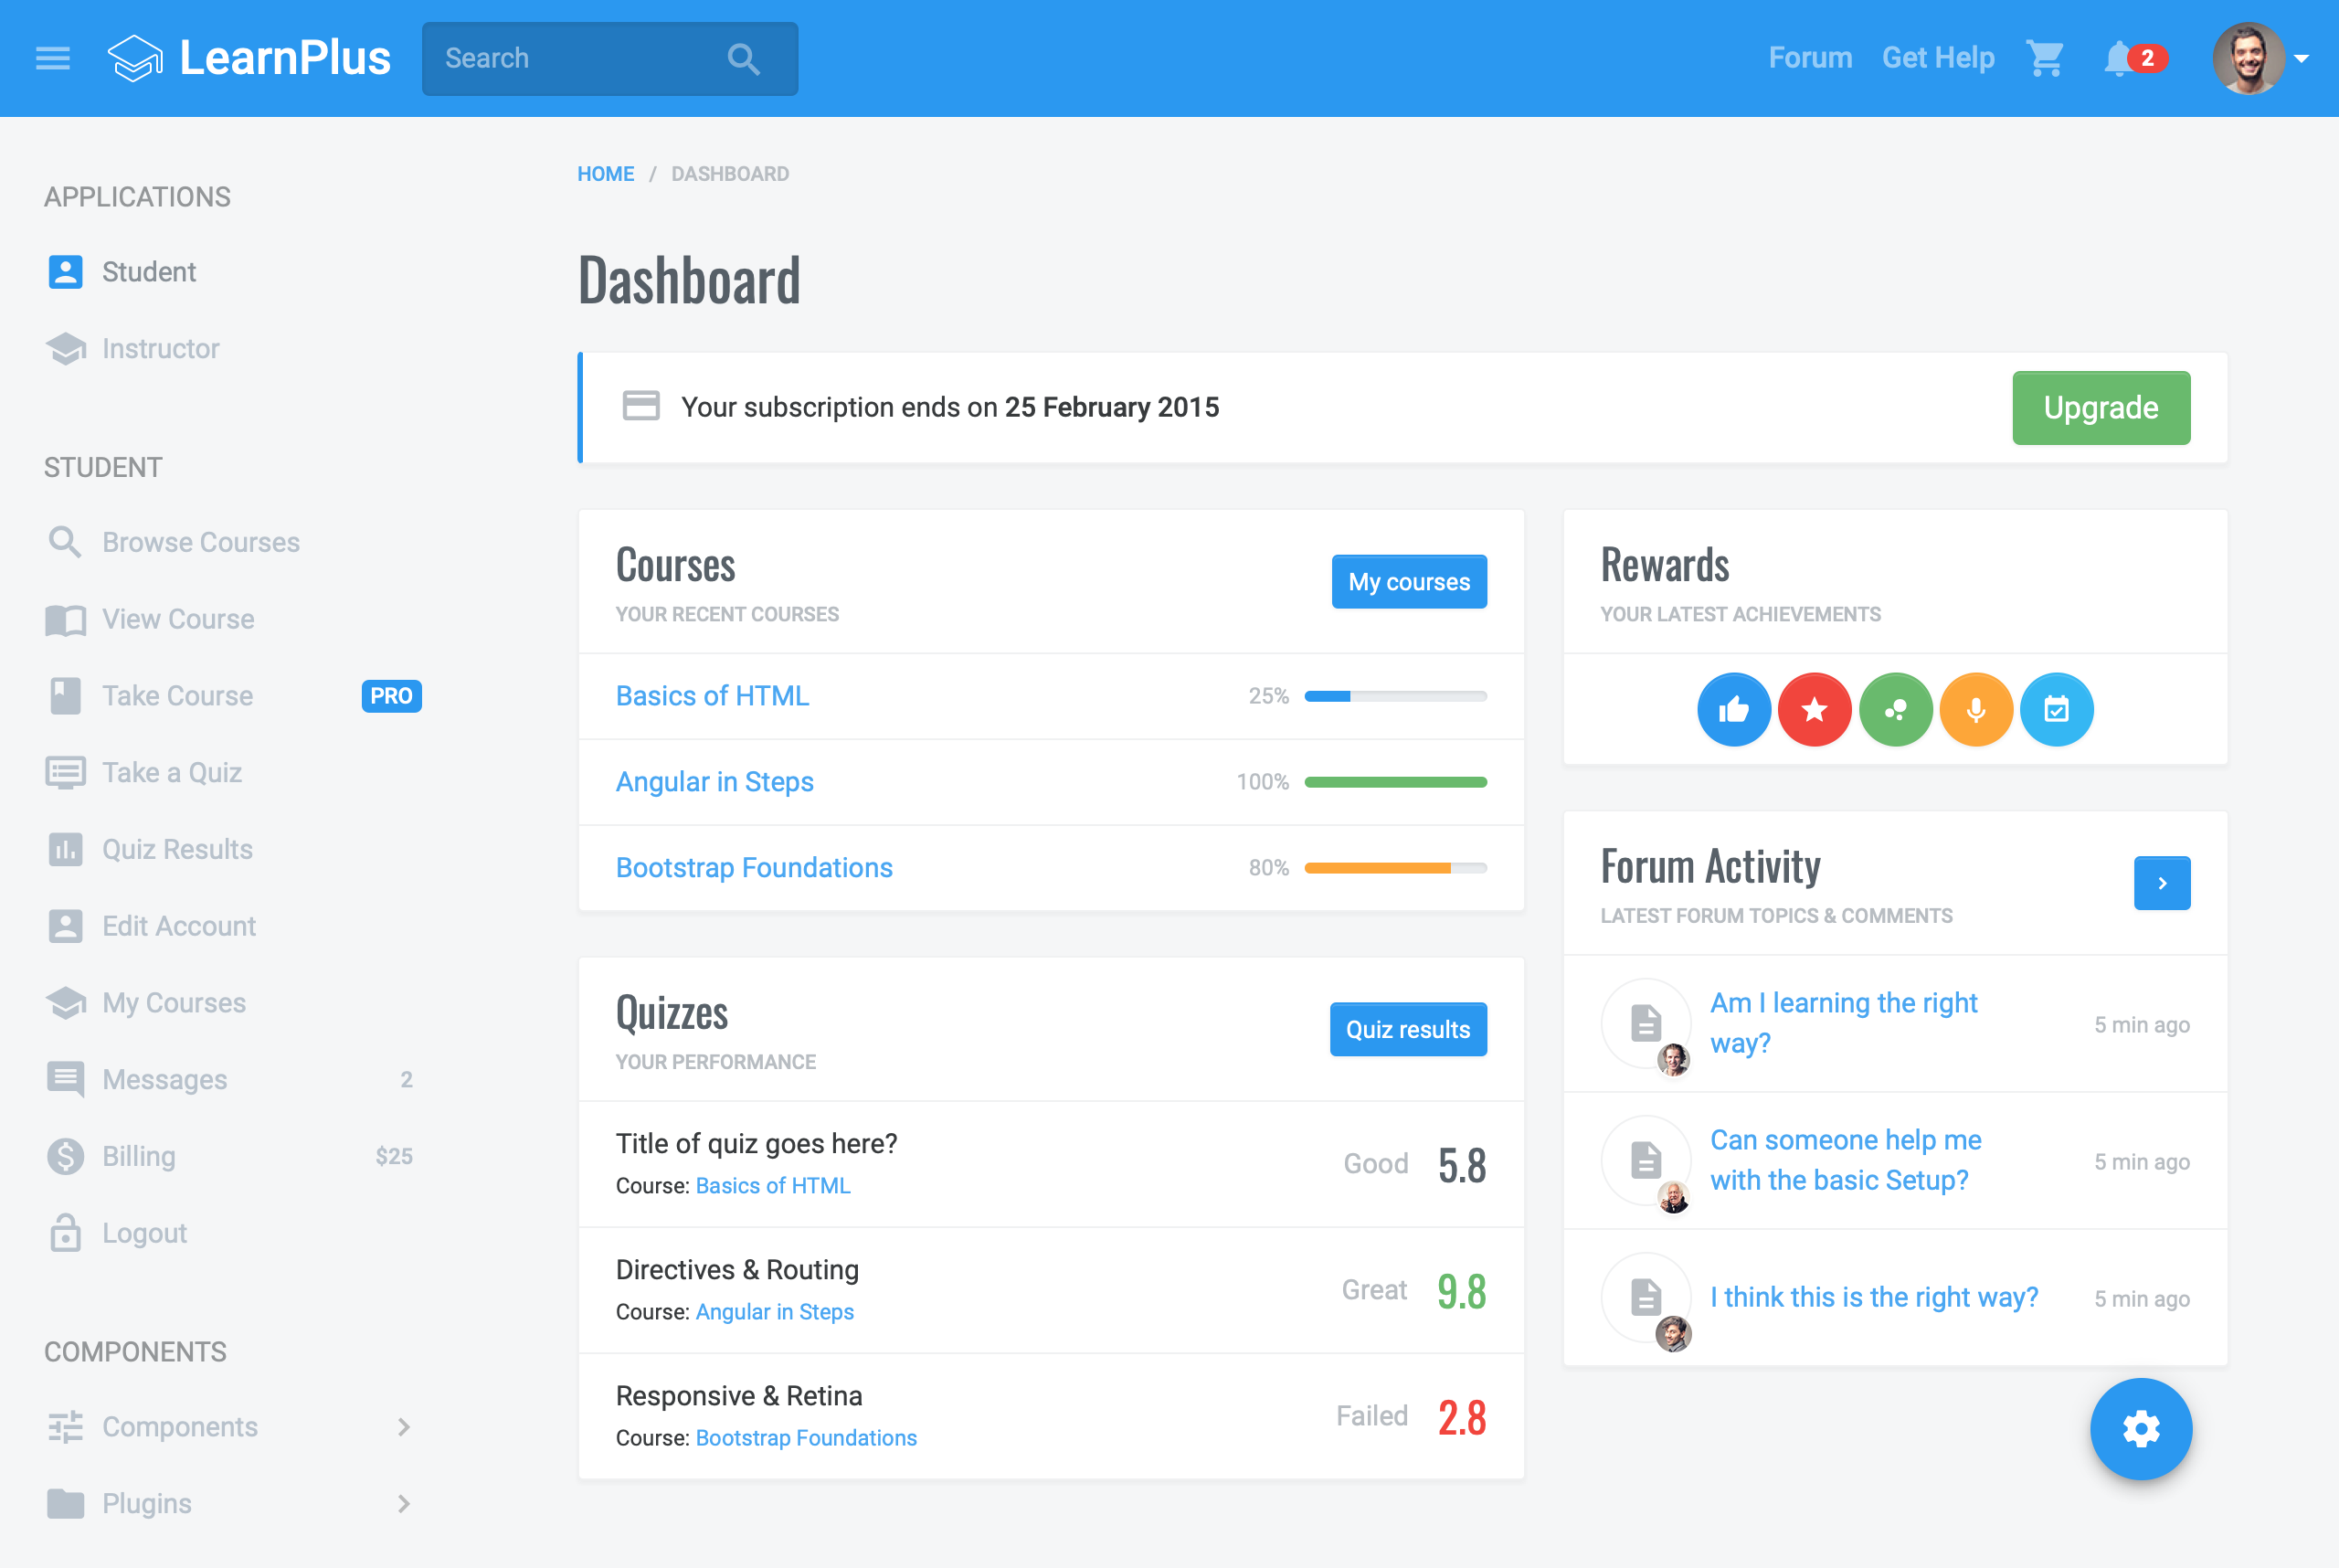 LearnPlus
Search
Forum
Get Help
2
APPLICATIONS
Student
Instructor
STUDENT
Browse Courses
View Course
Take Course
PRO
Take a Quiz
Quiz Results
Edit Account
My Courses
Messages
2
Billing
$25
Logout
COMPONENTS
Components
Plugins
HOME / DASHBOARD
Dashboard
Your subscription ends on 25 February 2015
Upgrade
Courses
YOUR RECENT COURSES
My courses
Basics of HTML
25%
Angular in Steps
100%
Bootstrap Foundations
80%
Quizzes
YOUR PERFORMANCE
Quiz results
Title of quiz goes here?
Course: Basics of HTML
Good
5.8
Directives & Routing
Course: Angular in Steps
Great
9.8
Responsive & Retina
Course: Bootstrap Foundations
Failed
2.8
Rewards
YOUR LATEST ACHIEVEMENTS
Forum Activity
LATEST FORUM TOPICS & COMMENTS
Am I learning the right
way?
5 min ago
Can someone help me
with the basic Setup?
5 min ago
I think this is the right way?
5 min ago